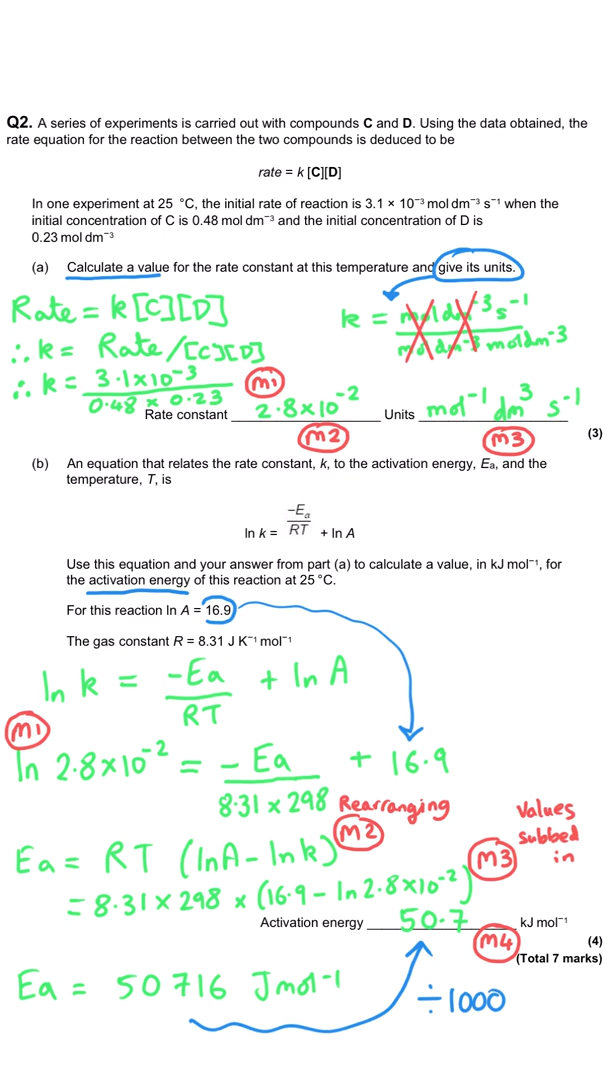 Q2. A series of experiments is carried out with compounds C and D. Using the data obtained, the
rate equation for the reaction between the two compounds is deduced to be
rate = k [C][D]
In one experiment at 25 °C, the initial rate of reaction is 3.1 × 10⁻³ mol dm⁻³ s⁻¹ when the
initial concentration of C is 0.48 mol dm⁻³ and the initial concentration of D is
0.23 mol dm⁻³
(a) Calculate a value for the rate constant at this temperature and give its units.
Rate = k [C][D]
∴ k = Rate/[C][D]
∴ k = 3.1×10⁻³ / 0.48 × 0.23 M1
k = mol dm⁻³ s⁻¹ / mol dm⁻³ mol dm⁻³
Rate constant 2.8×10⁻² Units mol⁻¹ dm³ s⁻¹
M2 M3
(3)
(b) An equation that relates the rate constant, k, to the activation energy, Eₐ, and the
temperature, T, is
ln k = −Eₐ/RT + ln A
Use this equation and your answer from part (a) to calculate a value, in kJ mol⁻¹, for
the activation energy of this reaction at 25 °C.
For this reaction ln A = 16.9
The gas constant R = 8.31 J K⁻¹ mol⁻¹
ln k = −Ea/RT + ln A
M1
ln 2.8×10⁻² = − Ea / 8.31 × 298 + 16.9
Rearranging
M2
Values
subbed
in
M3
Ea = RT (lnA − lnk)
= 8.31 × 298 × (16.9 − ln 2.8×10⁻²)
Activation energy 50.7 kJ mol⁻¹
M4
(4)
(Total 7 marks)
Ea = 50716 Jmol⁻¹
÷1000